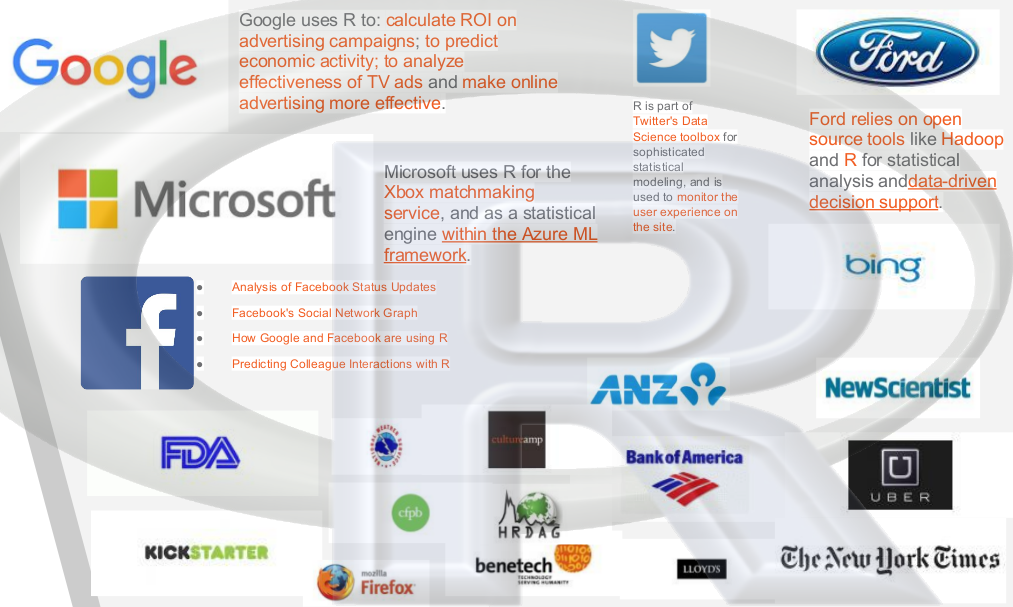 Google
Google uses R to: calculate ROI on
advertising campaigns; to predict
economic activity; to analyze
effectiveness of TV ads and make online
advertising more effective.
R is part of
Twitter's Data
Science toolbox for
sophisticated
statistical
modeling, and is
used to monitor the
user experience on
the site.
Ford
Ford relies on open
source tools like Hadoop
and R for statistical
analysis anddata-driven
decision support.
Microsoft
Microsoft uses R for the
Xbox matchmaking
service, and as a statistical
engine within the Azure ML
framework.
bing
f
• Analysis of Facebook Status Updates
• Facebook's Social Network Graph
• How Google and Facebook are using R
• Predicting Colleague Interactions with R
ANZ
NewScientist
FDA
cultureamp
Bank of America
U
UBER
cfpb
HRDAG
KICKSTARTER
mozilla
Firefox
benetech
TECHNOLOGY
SERVING HUMANITY
LLOYD'S
The New York Times
R